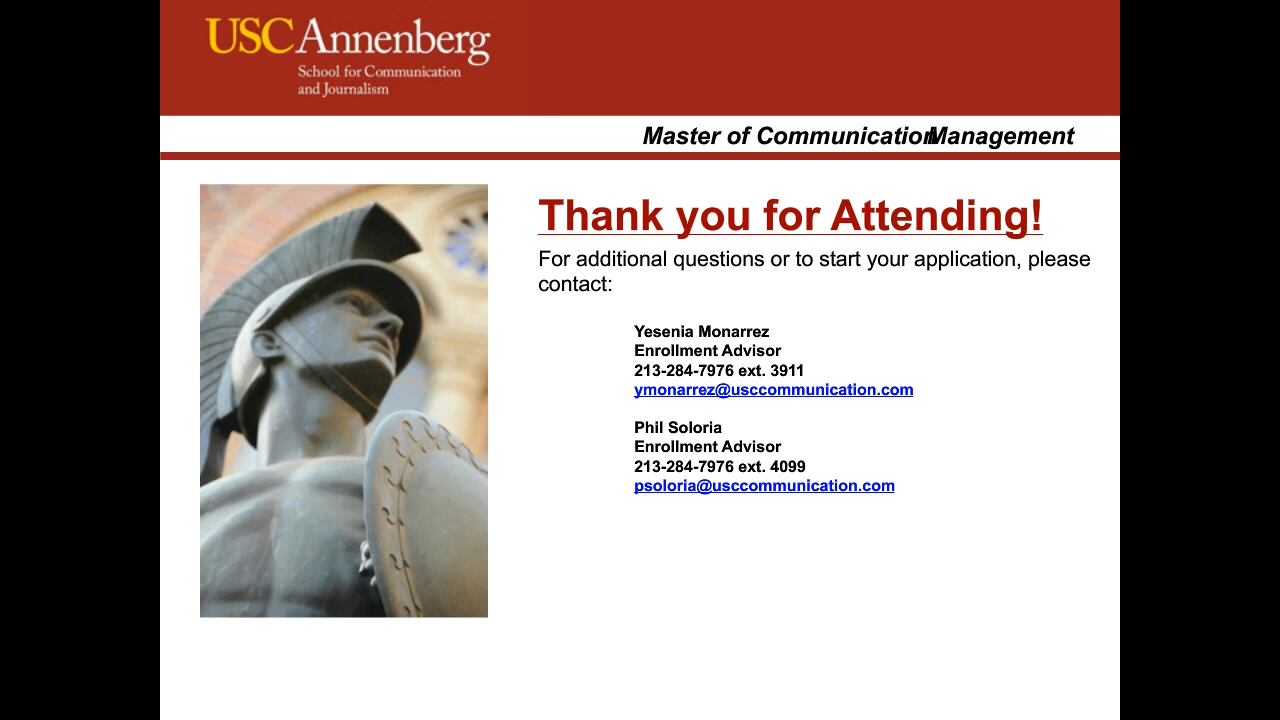 USC Annenberg
School for Communication
and Journalism
Master of Communication Management
Thank you for Attending!
For additional questions or to start your application, please
contact:
Yesenia Monarrez
Enrollment Advisor
213-284-7976 ext. 3911
ymonarrez@usccommunication.com
Phil Soloria
Enrollment Advisor
213-284-7976 ext. 4099
psoloria@usccommunication.com